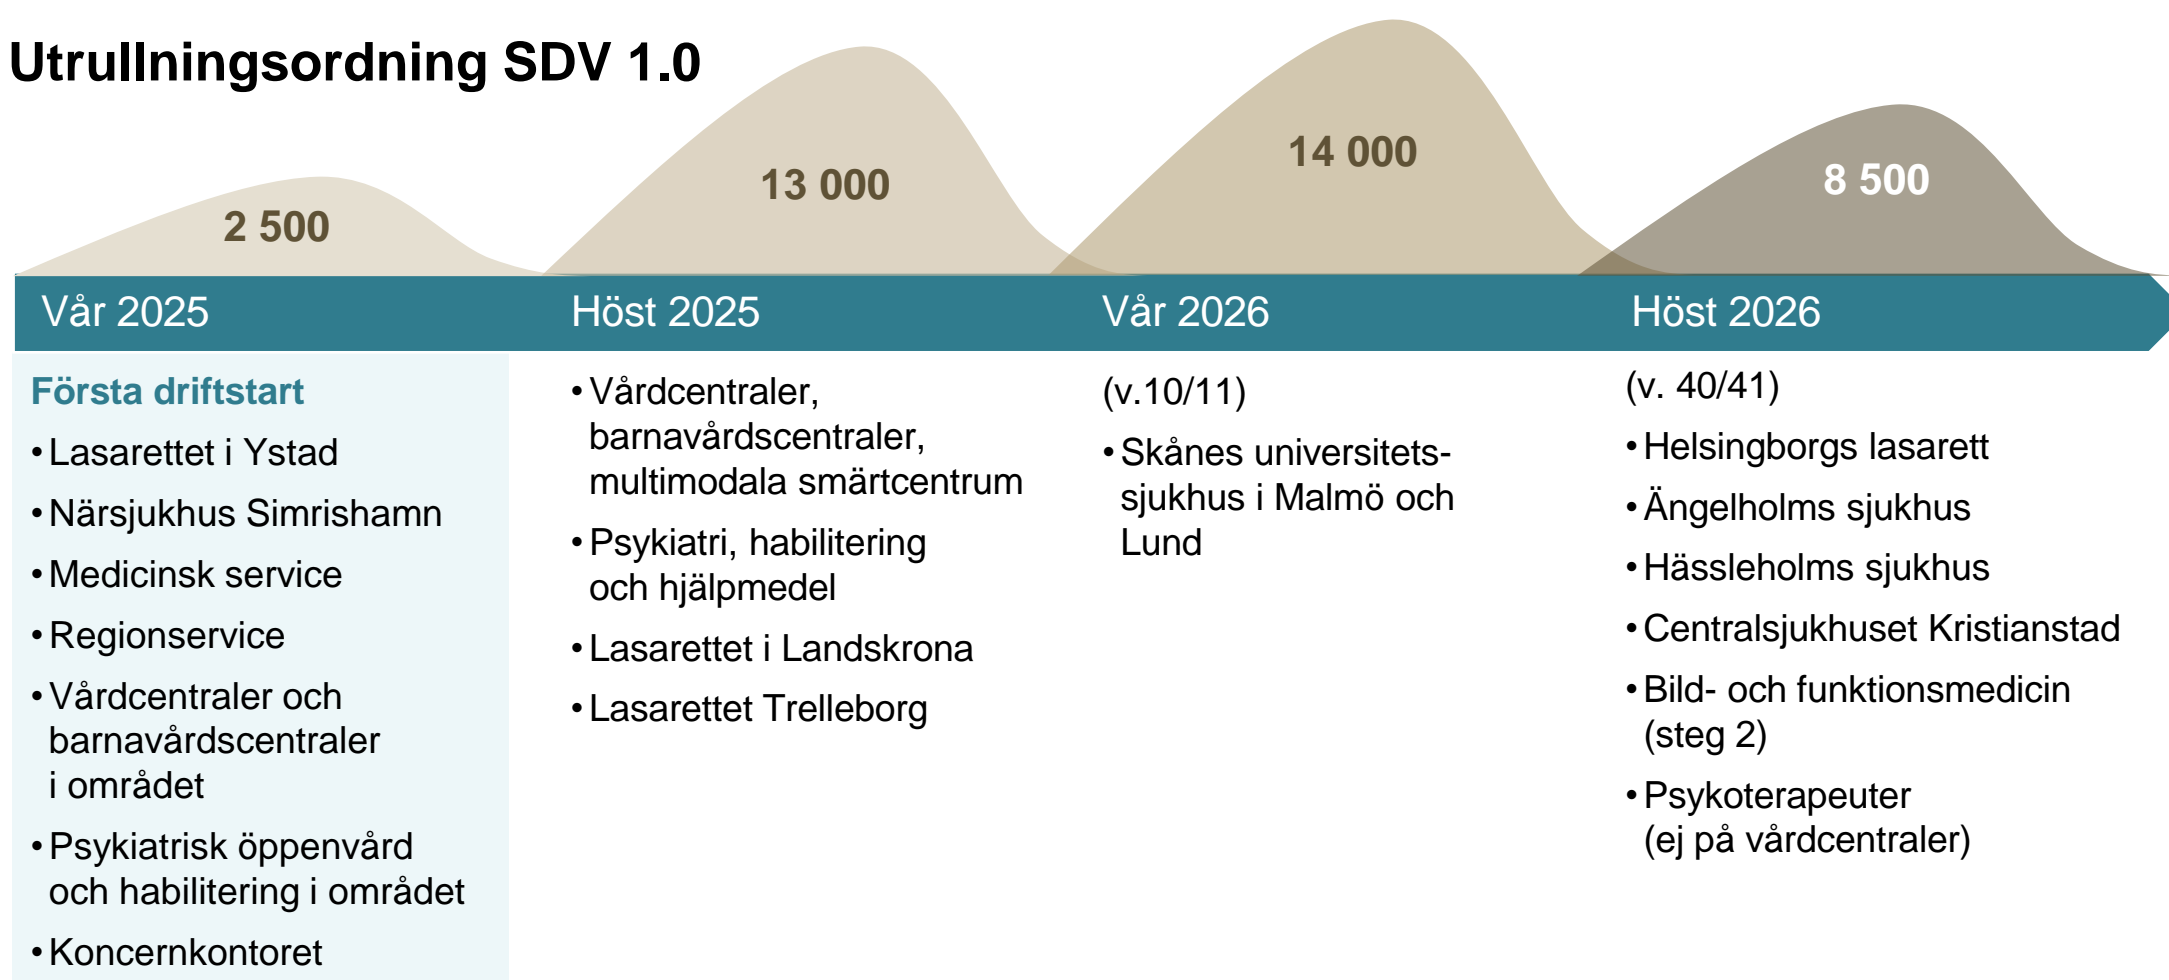 Utrullningsordning SDV 1.0
2 500
13 000
14 000
8 500
Vår 2025
Höst 2025
Vår 2026
Höst 2026
Första driftstart
• Lasarettet i Ystad
• Närsjukhus Simrishamn
• Medicinsk service
• Regionservice
• Vårdcentraler och
barnavårdscentraler
i området
• Psykiatrisk öppenvård
och habilitering i området
• Koncernkontoret
• Vårdcentraler,
barnavårdscentraler,
multimodala smärtcentrum
• Psykiatri, habilitering
och hjälpmedel
• Lasarettet i Landskrona
• Lasarettet Trelleborg
(v.10/11)
• Skånes universitets-
sjukhus i Malmö och
Lund
(v. 40/41)
• Helsingborgs lasarett
• Ängelholms sjukhus
• Hässleholms sjukhus
• Centralsjukhuset Kristianstad
• Bild- och funktionsmedicin
(steg 2)
• Psykoterapeuter
(ej på vårdcentraler)